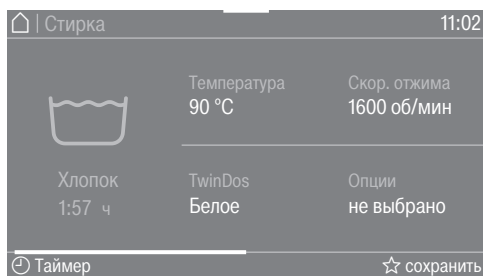 | Стирка 11:02
Температура Скор. отжима
90 °C 1600 об/мин
Хлопок TwinDos Опции
1:57 ч Белое не выбрано
Таймер сохранить